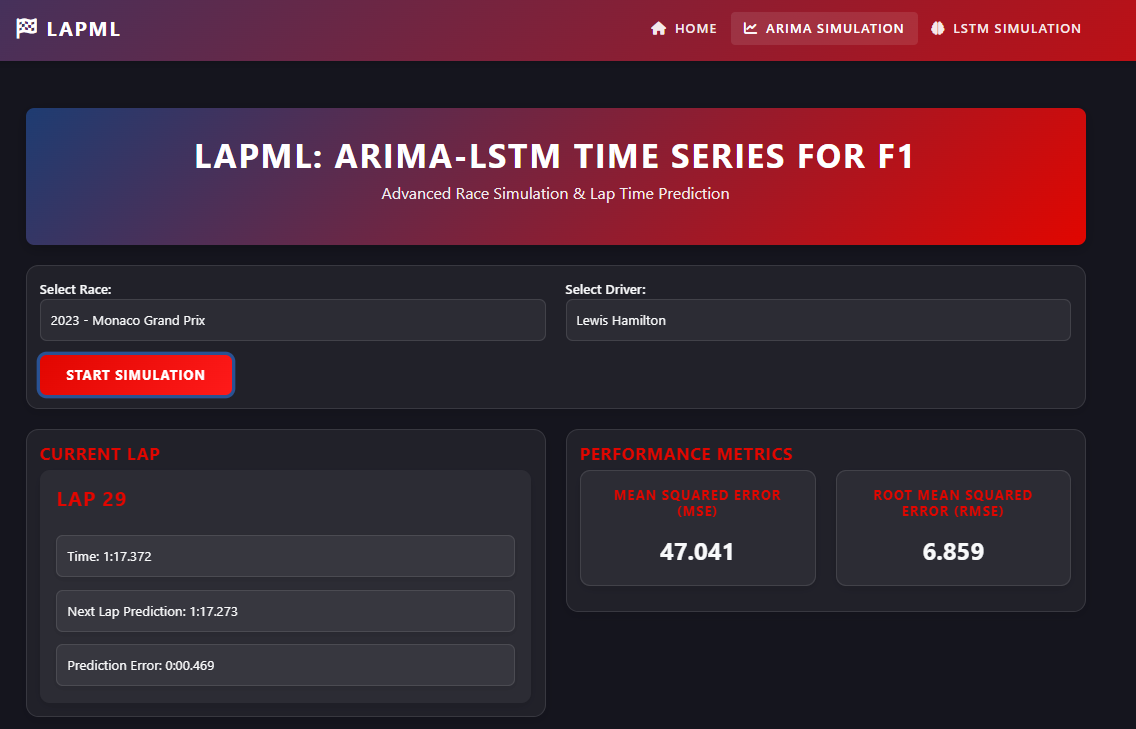 LAPML
HOME
ARIMA SIMULATION
LSTM SIMULATION
LAPML: ARIMA-LSTM TIME SERIES FOR F1
Advanced Race Simulation & Lap Time Prediction
Select Race:
2023 - Monaco Grand Prix
Select Driver:
Lewis Hamilton
START SIMULATION
CURRENT LAP
LAP 29
Time: 1:17.372
Next Lap Prediction: 1:17.273
Prediction Error: 0:00.469
PERFORMANCE METRICS
MEAN SQUARED ERROR
(MSE)
47.041
ROOT MEAN SQUARED
ERROR (RMSE)
6.859